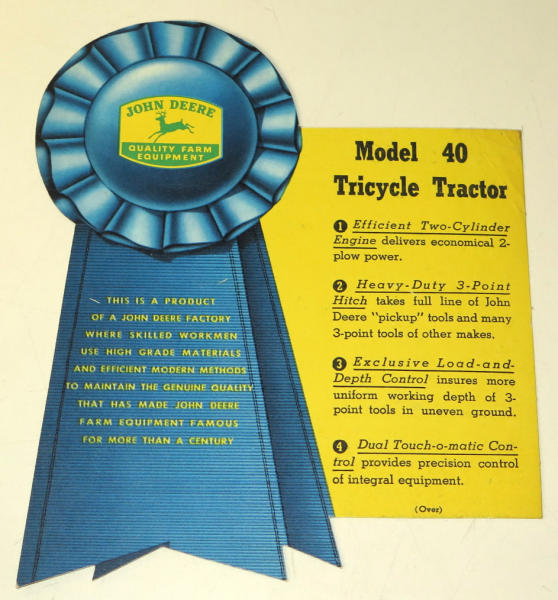 JOHN DEERE
QUALITY FARM
EQUIPMENT
THIS IS A PRODUCT
OF A JOHN DEERE FACTORY
WHERE SKILLED WORKMEN
USE HIGH GRADE MATERIALS
AND EFFICIENT MODERN METHODS
TO MAINTAIN THE GENUINE QUALITY
THAT HAS MADE JOHN DEERE
FARM EQUIPMENT FAMOUS
FOR MORE THAN A CENTURY
Model 40
Tricycle Tractor
1 Efficient Two-Cylinder
Engine delivers economical 2-
plow power.
2 Heavy-Duty 3-Point
Hitch takes full line of John
Deere "pickup" tools and many
3-point tools of other makes.
3 Exclusive Load-and-
Depth Control insures more
uniform working depth of 3-
point tools in uneven ground.
4 Dual Touch-o-matic Con-
trol provides precision control
of integral equipment.
(Over)